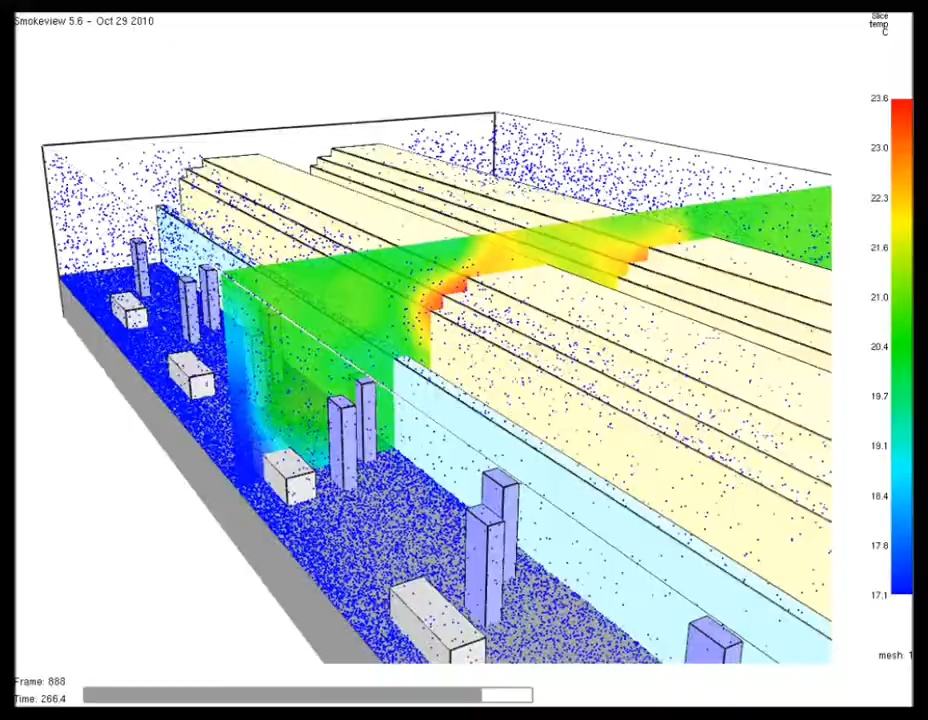 Smokeview 5.6 - Oct 29 2010
Slice
temp
C
23.6
23.0
22.3
21.6
21.0
20.4
19.7
19.1
18.4
17.8
17.1
mesh: 1
Frame: 888
Time: 266.4